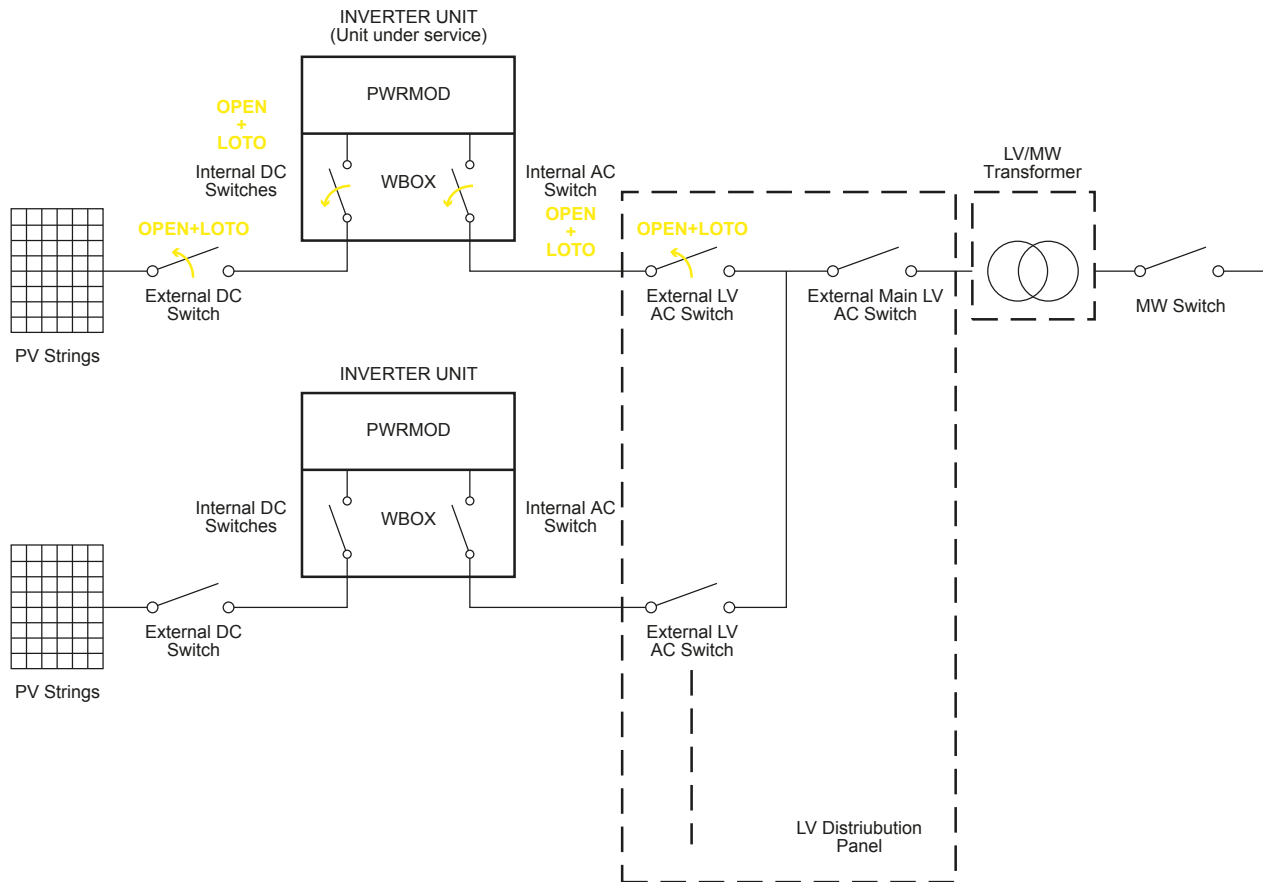 INVERTER UNIT
(Unit under service)
PWRMOD
OPEN
+
LOTO
Internal DC
Switches
WBOX
Internal AC
Switch
OPEN
+
LOTO
LV/MW
Transformer
OPEN+LOTO
OPEN+LOTO
External DC
Switch
External LV
AC Switch
External Main LV
AC Switch
MW Switch
PV Strings
INVERTER UNIT
PWRMOD
Internal DC
Switches
WBOX
Internal AC
Switch
External DC
Switch
External LV
AC Switch
PV Strings
LV Distriubution
Panel